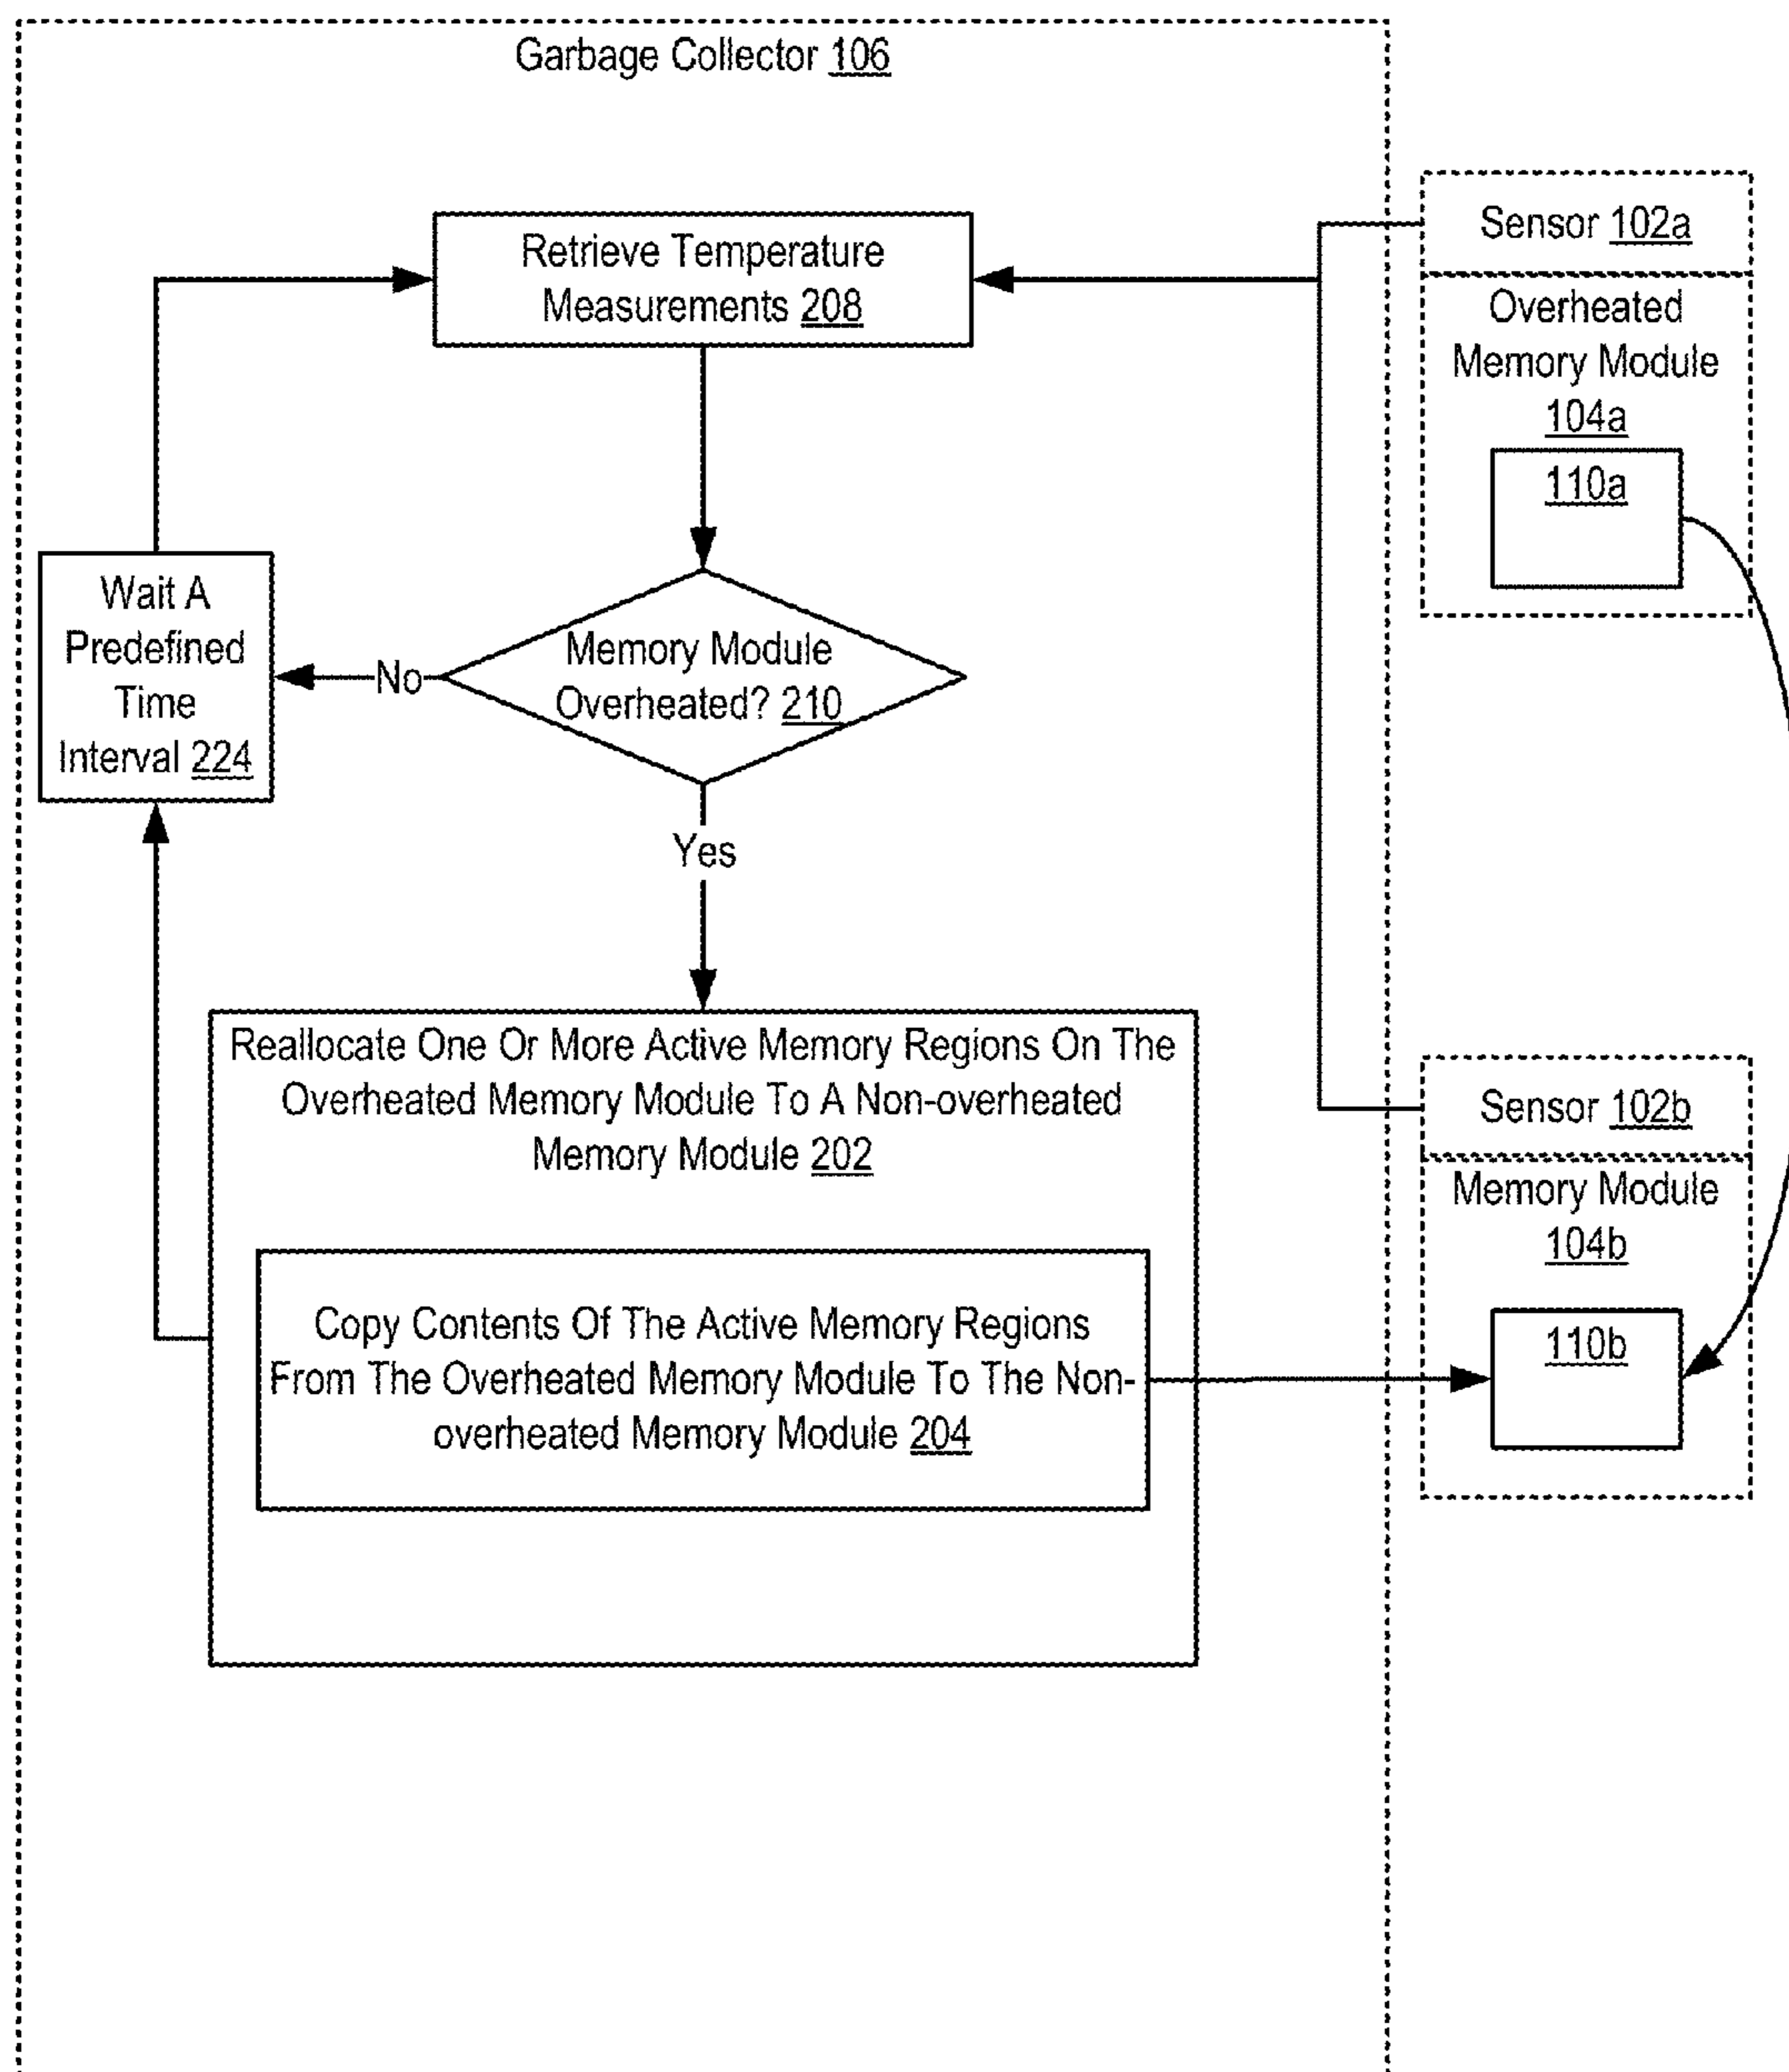 Garbage Collector 106
Retrieve Temperature
Measurements 208
Sensor 102a
Overheated
Memory Module
104a
110a
Wait A
Predefined
Time
Interval 224
No
Memory Module
Overheated? 210
Yes
Reallocate One Or More Active Memory Regions On The
Overheated Memory Module To A Non-overheated
Memory Module 202
Copy Contents Of The Active Memory Regions
From The Overheated Memory Module To The Non-
overheated Memory Module 204
Sensor 102b
Memory Module
104b
110b